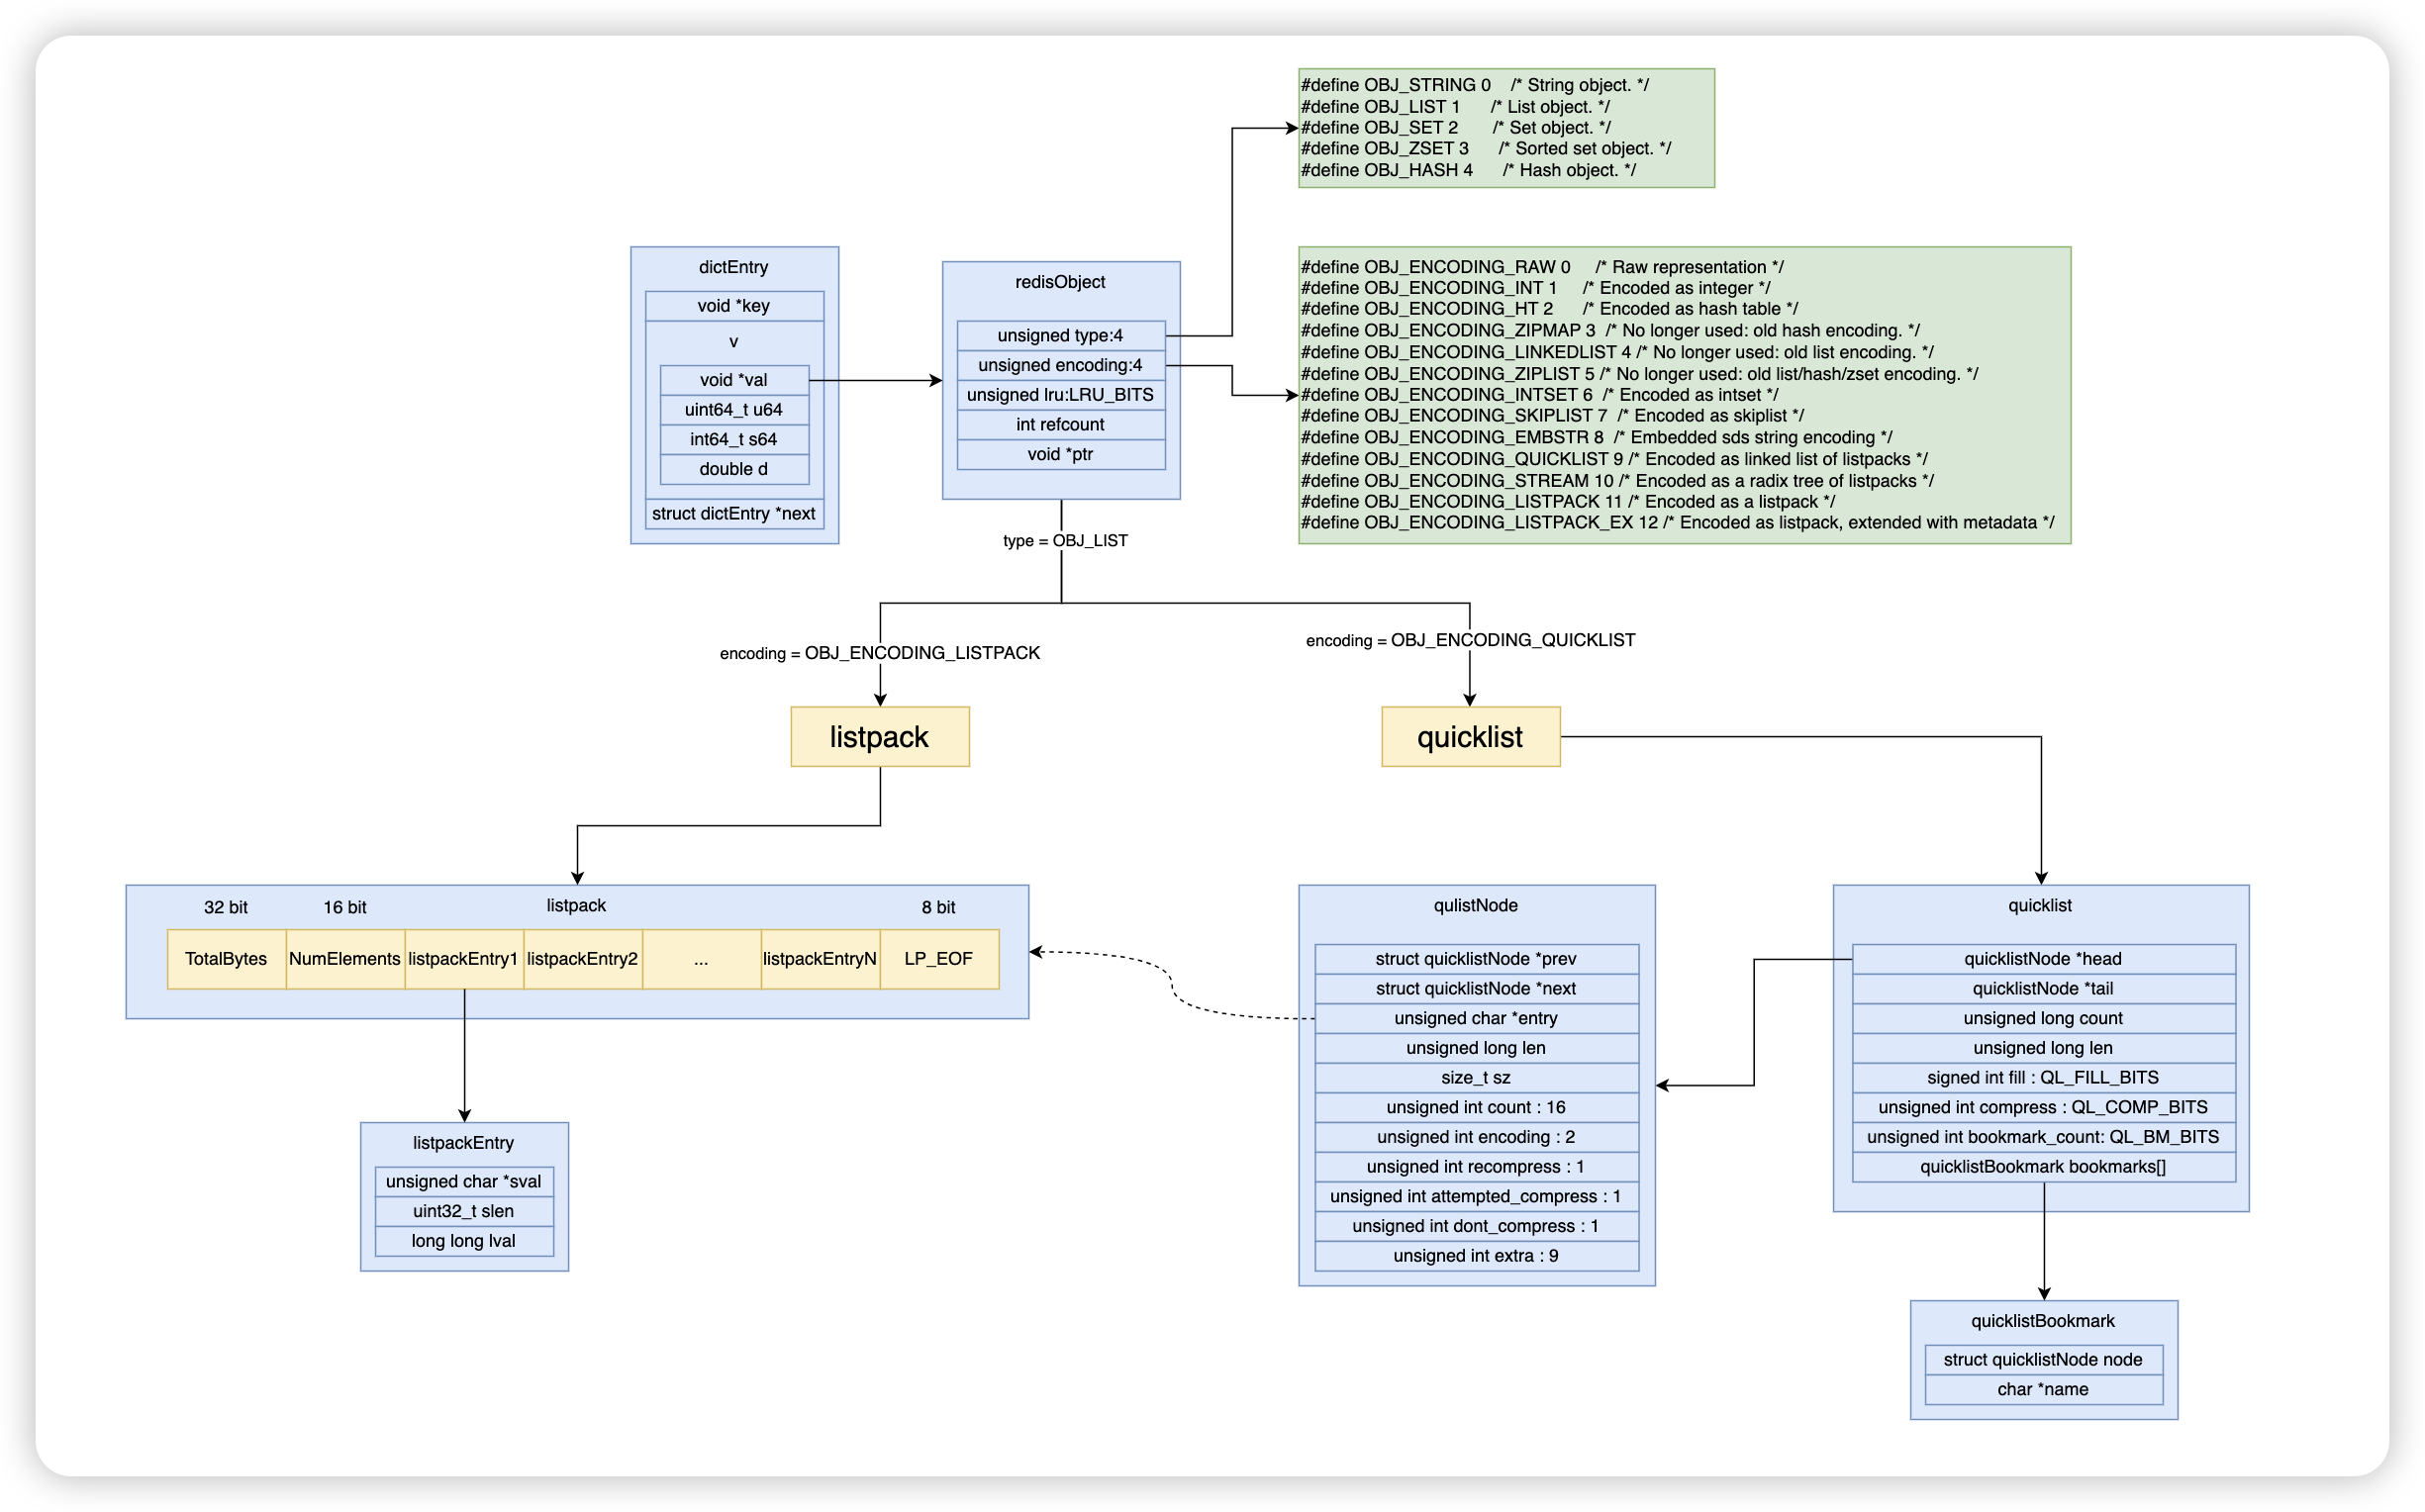 #define OBJ_STRING 0    /* String object. */
#define OBJ_LIST 1      /* List object. */
#define OBJ_SET 2       /* Set object. */
#define OBJ_ZSET 3      /* Sorted set object. */
#define OBJ_HASH 4      /* Hash object. */
dictEntry
void *key
v
void *val
uint64_t u64
int64_t s64
double d
struct dictEntry *next
redisObject
unsigned type:4
unsigned encoding:4
unsigned lru:LRU_BITS
int refcount
void *ptr
#define OBJ_ENCODING_RAW 0     /* Raw representation */
#define OBJ_ENCODING_INT 1     /* Encoded as integer */
#define OBJ_ENCODING_HT 2      /* Encoded as hash table */
#define OBJ_ENCODING_ZIPMAP 3  /* No longer used: old hash encoding. */
#define OBJ_ENCODING_LINKEDLIST 4 /* No longer used: old list encoding. */
#define OBJ_ENCODING_ZIPLIST 5 /* No longer used: old list/hash/zset encoding. */
#define OBJ_ENCODING_INTSET 6  /* Encoded as intset */
#define OBJ_ENCODING_SKIPLIST 7  /* Encoded as skiplist */
#define OBJ_ENCODING_EMBSTR 8  /* Embedded sds string encoding */
#define OBJ_ENCODING_QUICKLIST 9 /* Encoded as linked list of listpacks */
#define OBJ_ENCODING_STREAM 10 /* Encoded as a radix tree of listpacks */
#define OBJ_ENCODING_LISTPACK 11 /* Encoded as a listpack */
#define OBJ_ENCODING_LISTPACK_EX 12 /* Encoded as listpack, extended with metadata */
type = OBJ_LIST
encoding = OBJ_ENCODING_LISTPACK
encoding = OBJ_ENCODING_QUICKLIST
listpack
quicklist
32 bit
16 bit
listpack
8 bit
TotalBytes
NumElements
listpackEntry1
listpackEntry2
...
listpackEntryN
LP_EOF
listpackEntry
unsigned char *sval
uint32_t slen
long long lval
qulistNode
struct quicklistNode *prev
struct quicklistNode *next
unsigned char *entry
unsigned long len
size_t sz
unsigned int count : 16
unsigned int encoding : 2
unsigned int recompress : 1
unsigned int attempted_compress : 1
unsigned int dont_compress : 1
unsigned int extra : 9
quicklist
quicklistNode *head
quicklistNode *tail
unsigned long count
unsigned long len
signed int fill : QL_FILL_BITS
unsigned int compress : QL_COMP_BITS
unsigned int bookmark_count: QL_BM_BITS
quicklistBookmark bookmarks[]
quicklistBookmark
struct quicklistNode node
char *name